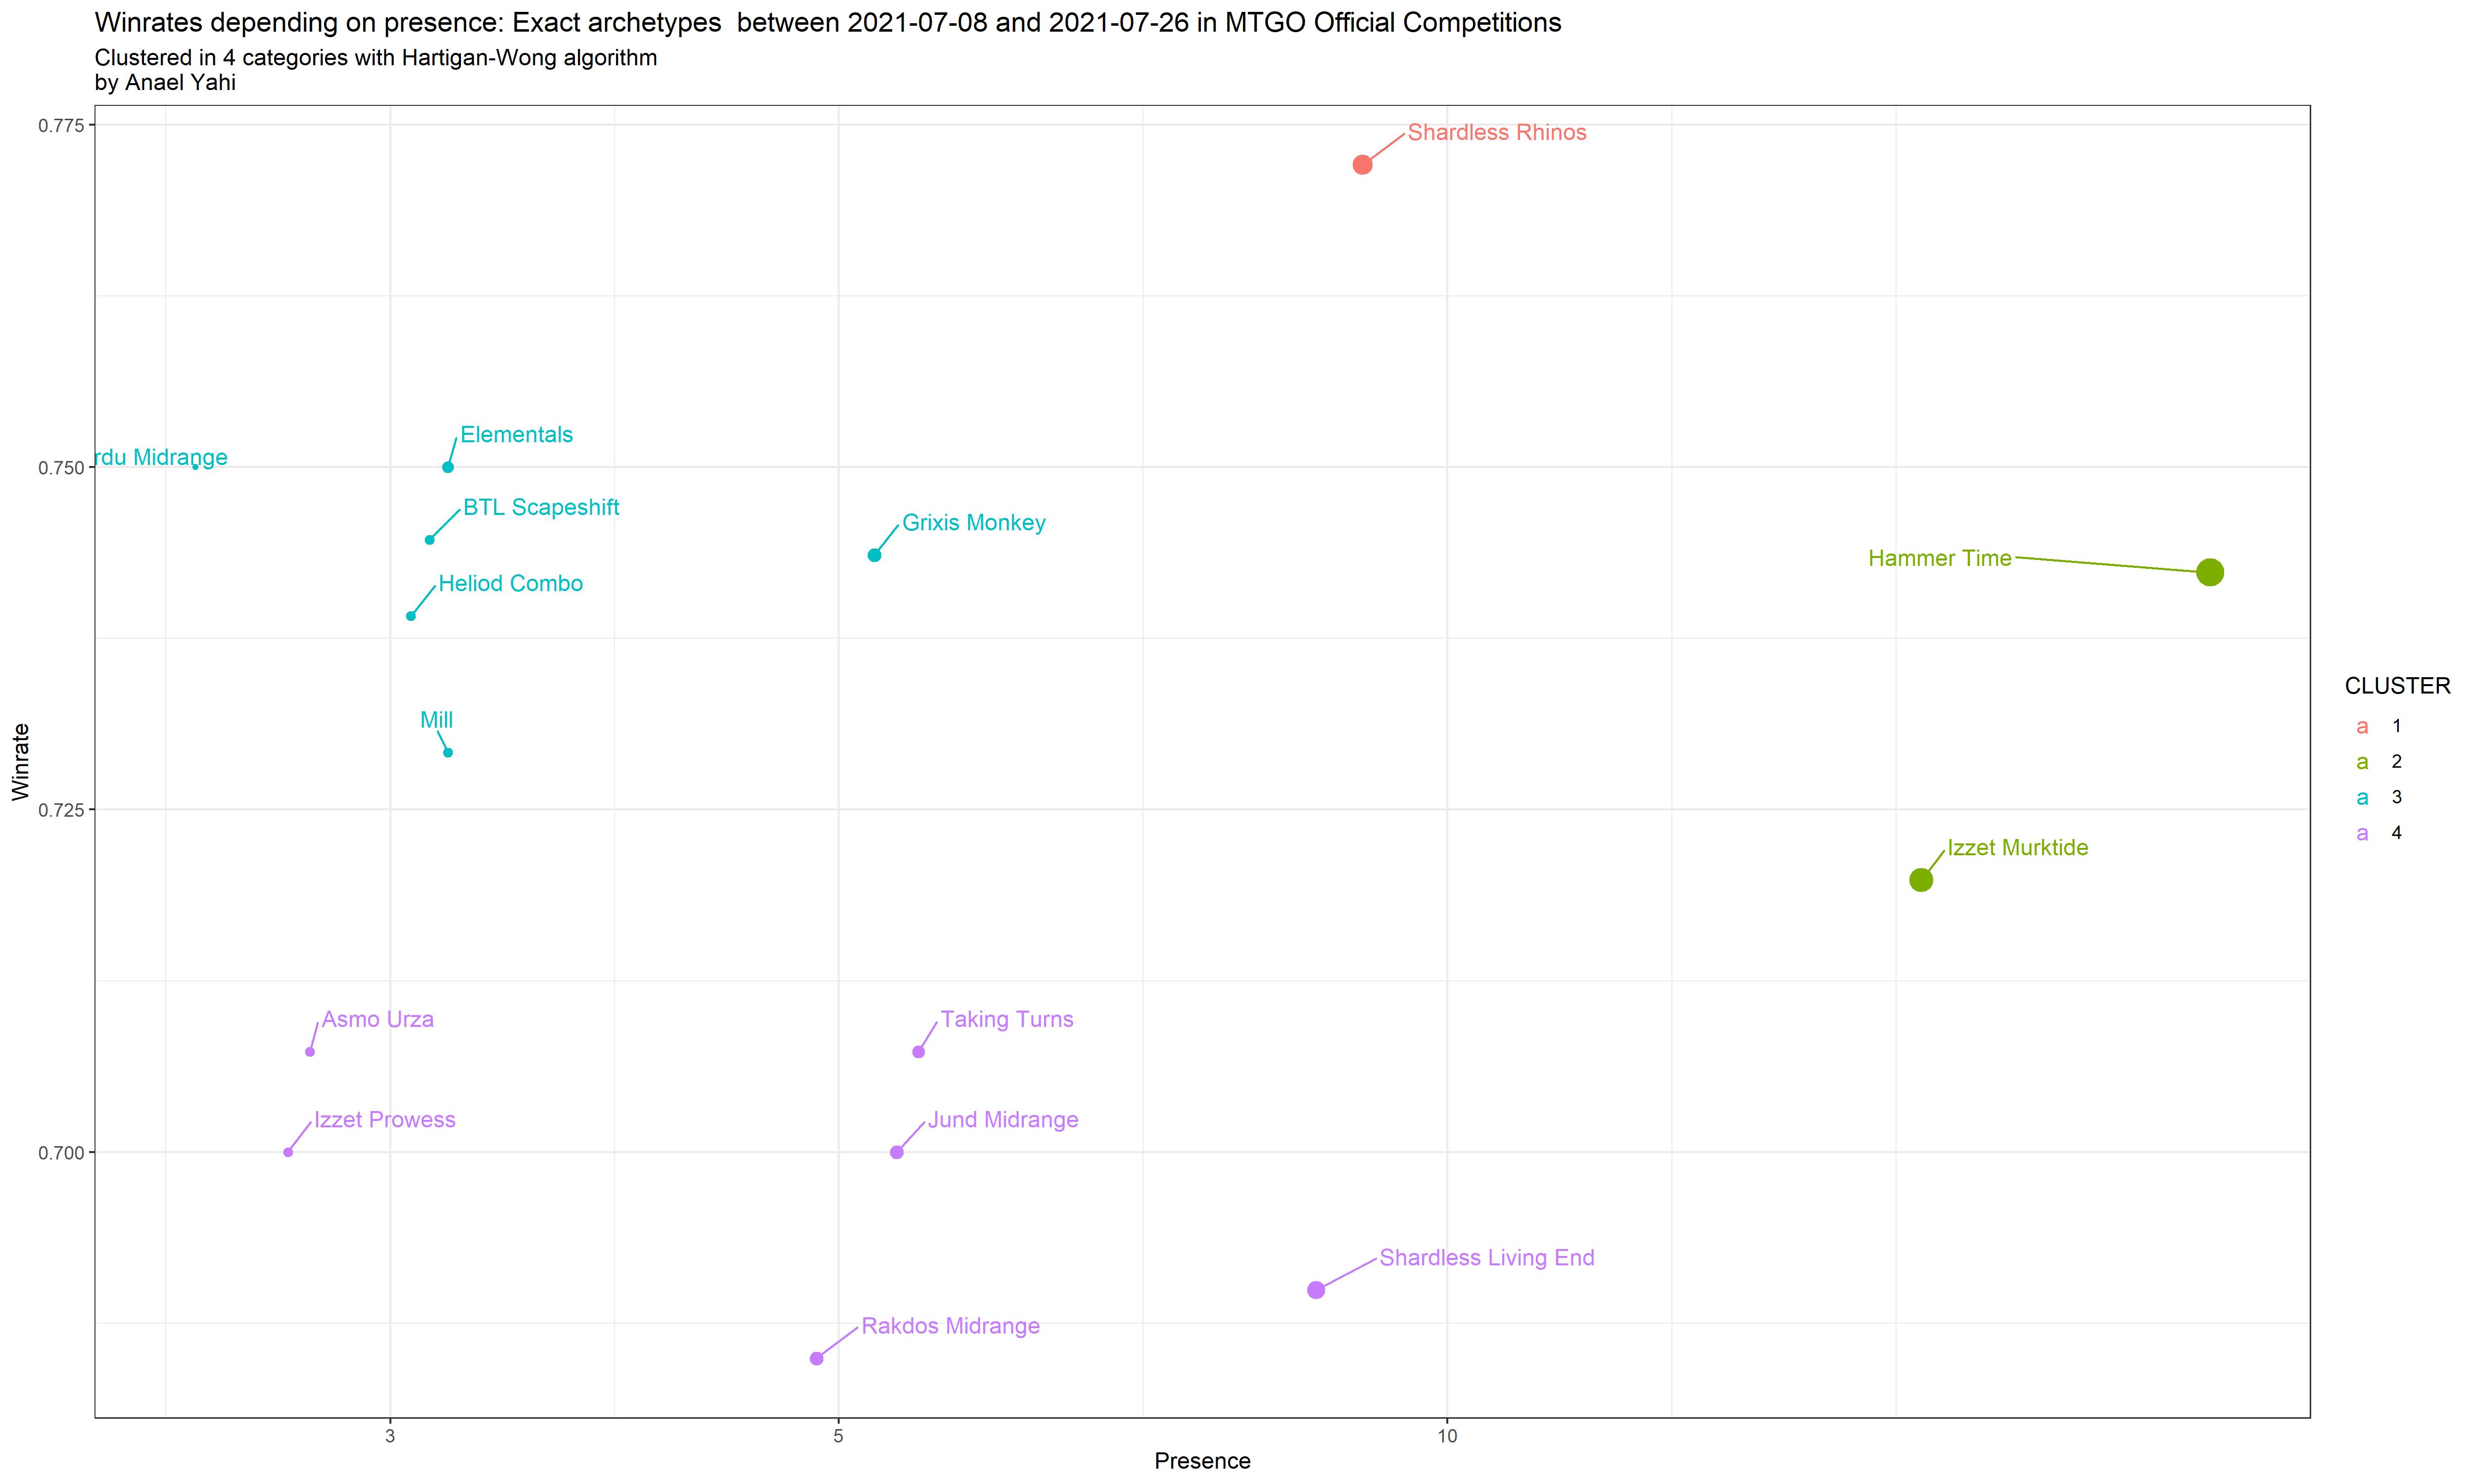 Winrates depending on presence: Exact archetypes  between 2021-07-08 and 2021-07-26 in MTGO Official Competitions
Clustered in 4 categories with Hartigan-Wong algorithm
by Anael Yahi
0.775
Shardless Rhinos
Elementals
rdu Midrange
0.750
BTL Scapeshift
Grixis Monkey
Hammer Time
Heliod Combo
Mill
0.725
Izzet Murktide
Asmo Urza
Taking Turns
Izzet Prowess
Jund Midrange
0.700
Shardless Living End
Rakdos Midrange
Winrate
3
5
10
Presence
CLUSTER
a 1
a 2
a 3
a 4